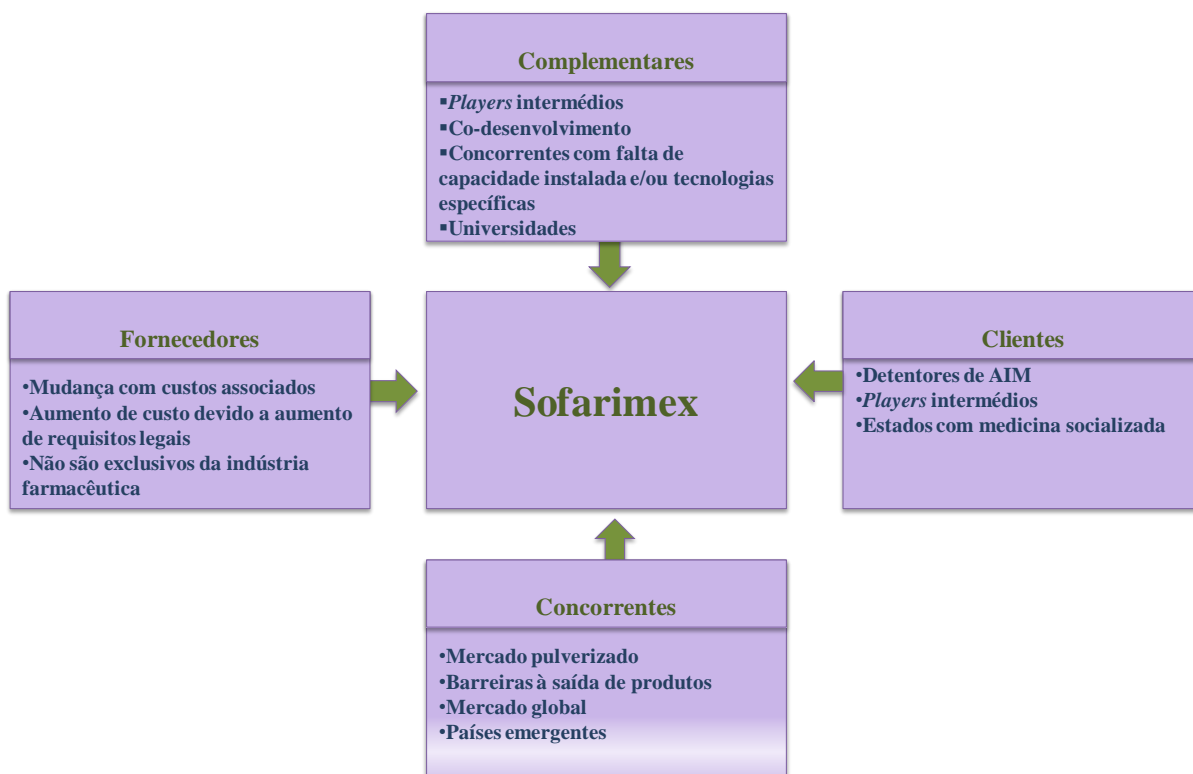 Complementares
▪Players intermédios
▪Co-desenvolvimento
▪Concorrentes com falta de
capacidade instalada e/ou tecnologias
específicas
▪Universidades
Fornecedores
•Mudança com custos associados
•Aumento de custo devido a aumento
de requisitos legais
•Não são exclusivos da indústria
farmacêutica
Sofarimex
Clientes
•Detentores de AIM
•Players intermédios
•Estados com medicina socializada
Concorrentes
•Mercado pulverizado
•Barreiras à saída de produtos
•Mercado global
•Países emergentes